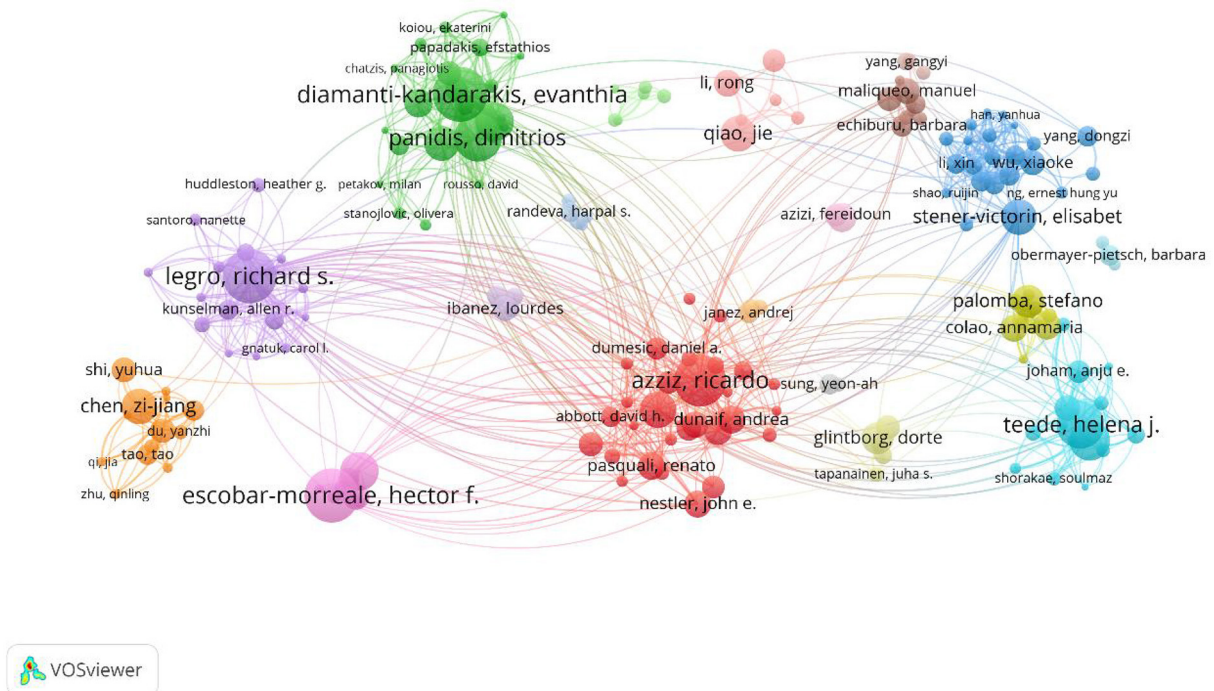 koiou, ekaterini
papadakis, efstathios
chatzis, panagiotis
diamanti-kandarakis, evanthia
panidis, dimitrios
petakov, milan
rousso, david
stanojlovic, olivera
li, rong
qiao, jie
yang, gangyi
maliqueo, manuel
echiburu, barbara
han, yanhua
yang, dongzi
li, xin
wu, xiaoke
shao, ruijin
ng, ernest hung yu
stener-victorin, elisabet
huddleston, heather g.
santoro, nanette
legro, richard s.
kunselman, allen r.
gnatuk, carol l.
randeva, harpal s.
azizi, fereidoun
obermayer-pietsch, barbara
ibanez, lourdes
janez, andrej
palomba, stefano
colao, annamaria
shi, yuhua
chen, zi-jiang
du, yanzhi
tao, tao
qi, jia
zhu, qinling
dumesic, daniel a.
azziz, ricardo
sung, yeon-ah
abbott, david h.
dunaif, andrea
pasquali, renato
nestler, john e.
joham, anju e.
teede, helena j.
shorakae, soulmaz
glintborg, dorte
tapanainen, juha s.
escobar-morreale, hector f.
VOSviewer